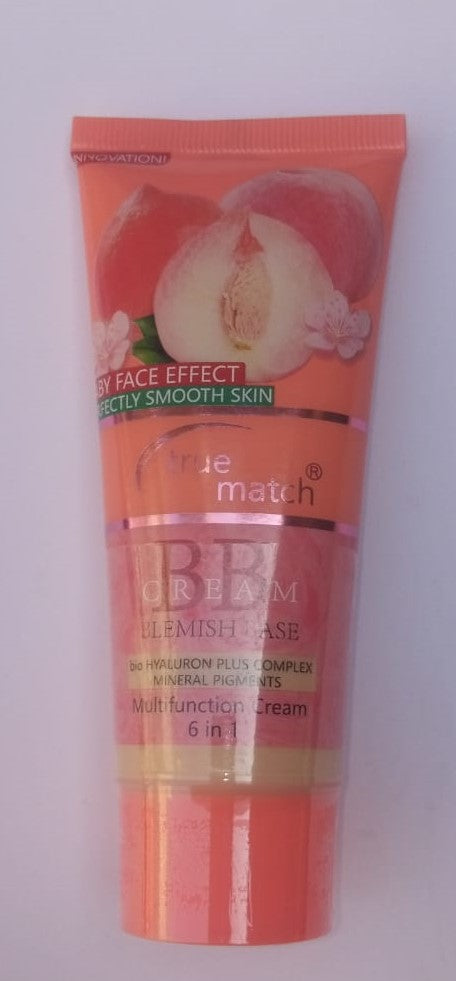 NNOVATION!
BY FACE EFFECT
FECTLY SMOOTH SKIN
true
match®
BB
CREAM
BLEMISH BASE
bio HYALURON PLUS COMPLEX
MINERAL PIGMENTS
Multifunction Cream
6 in 1